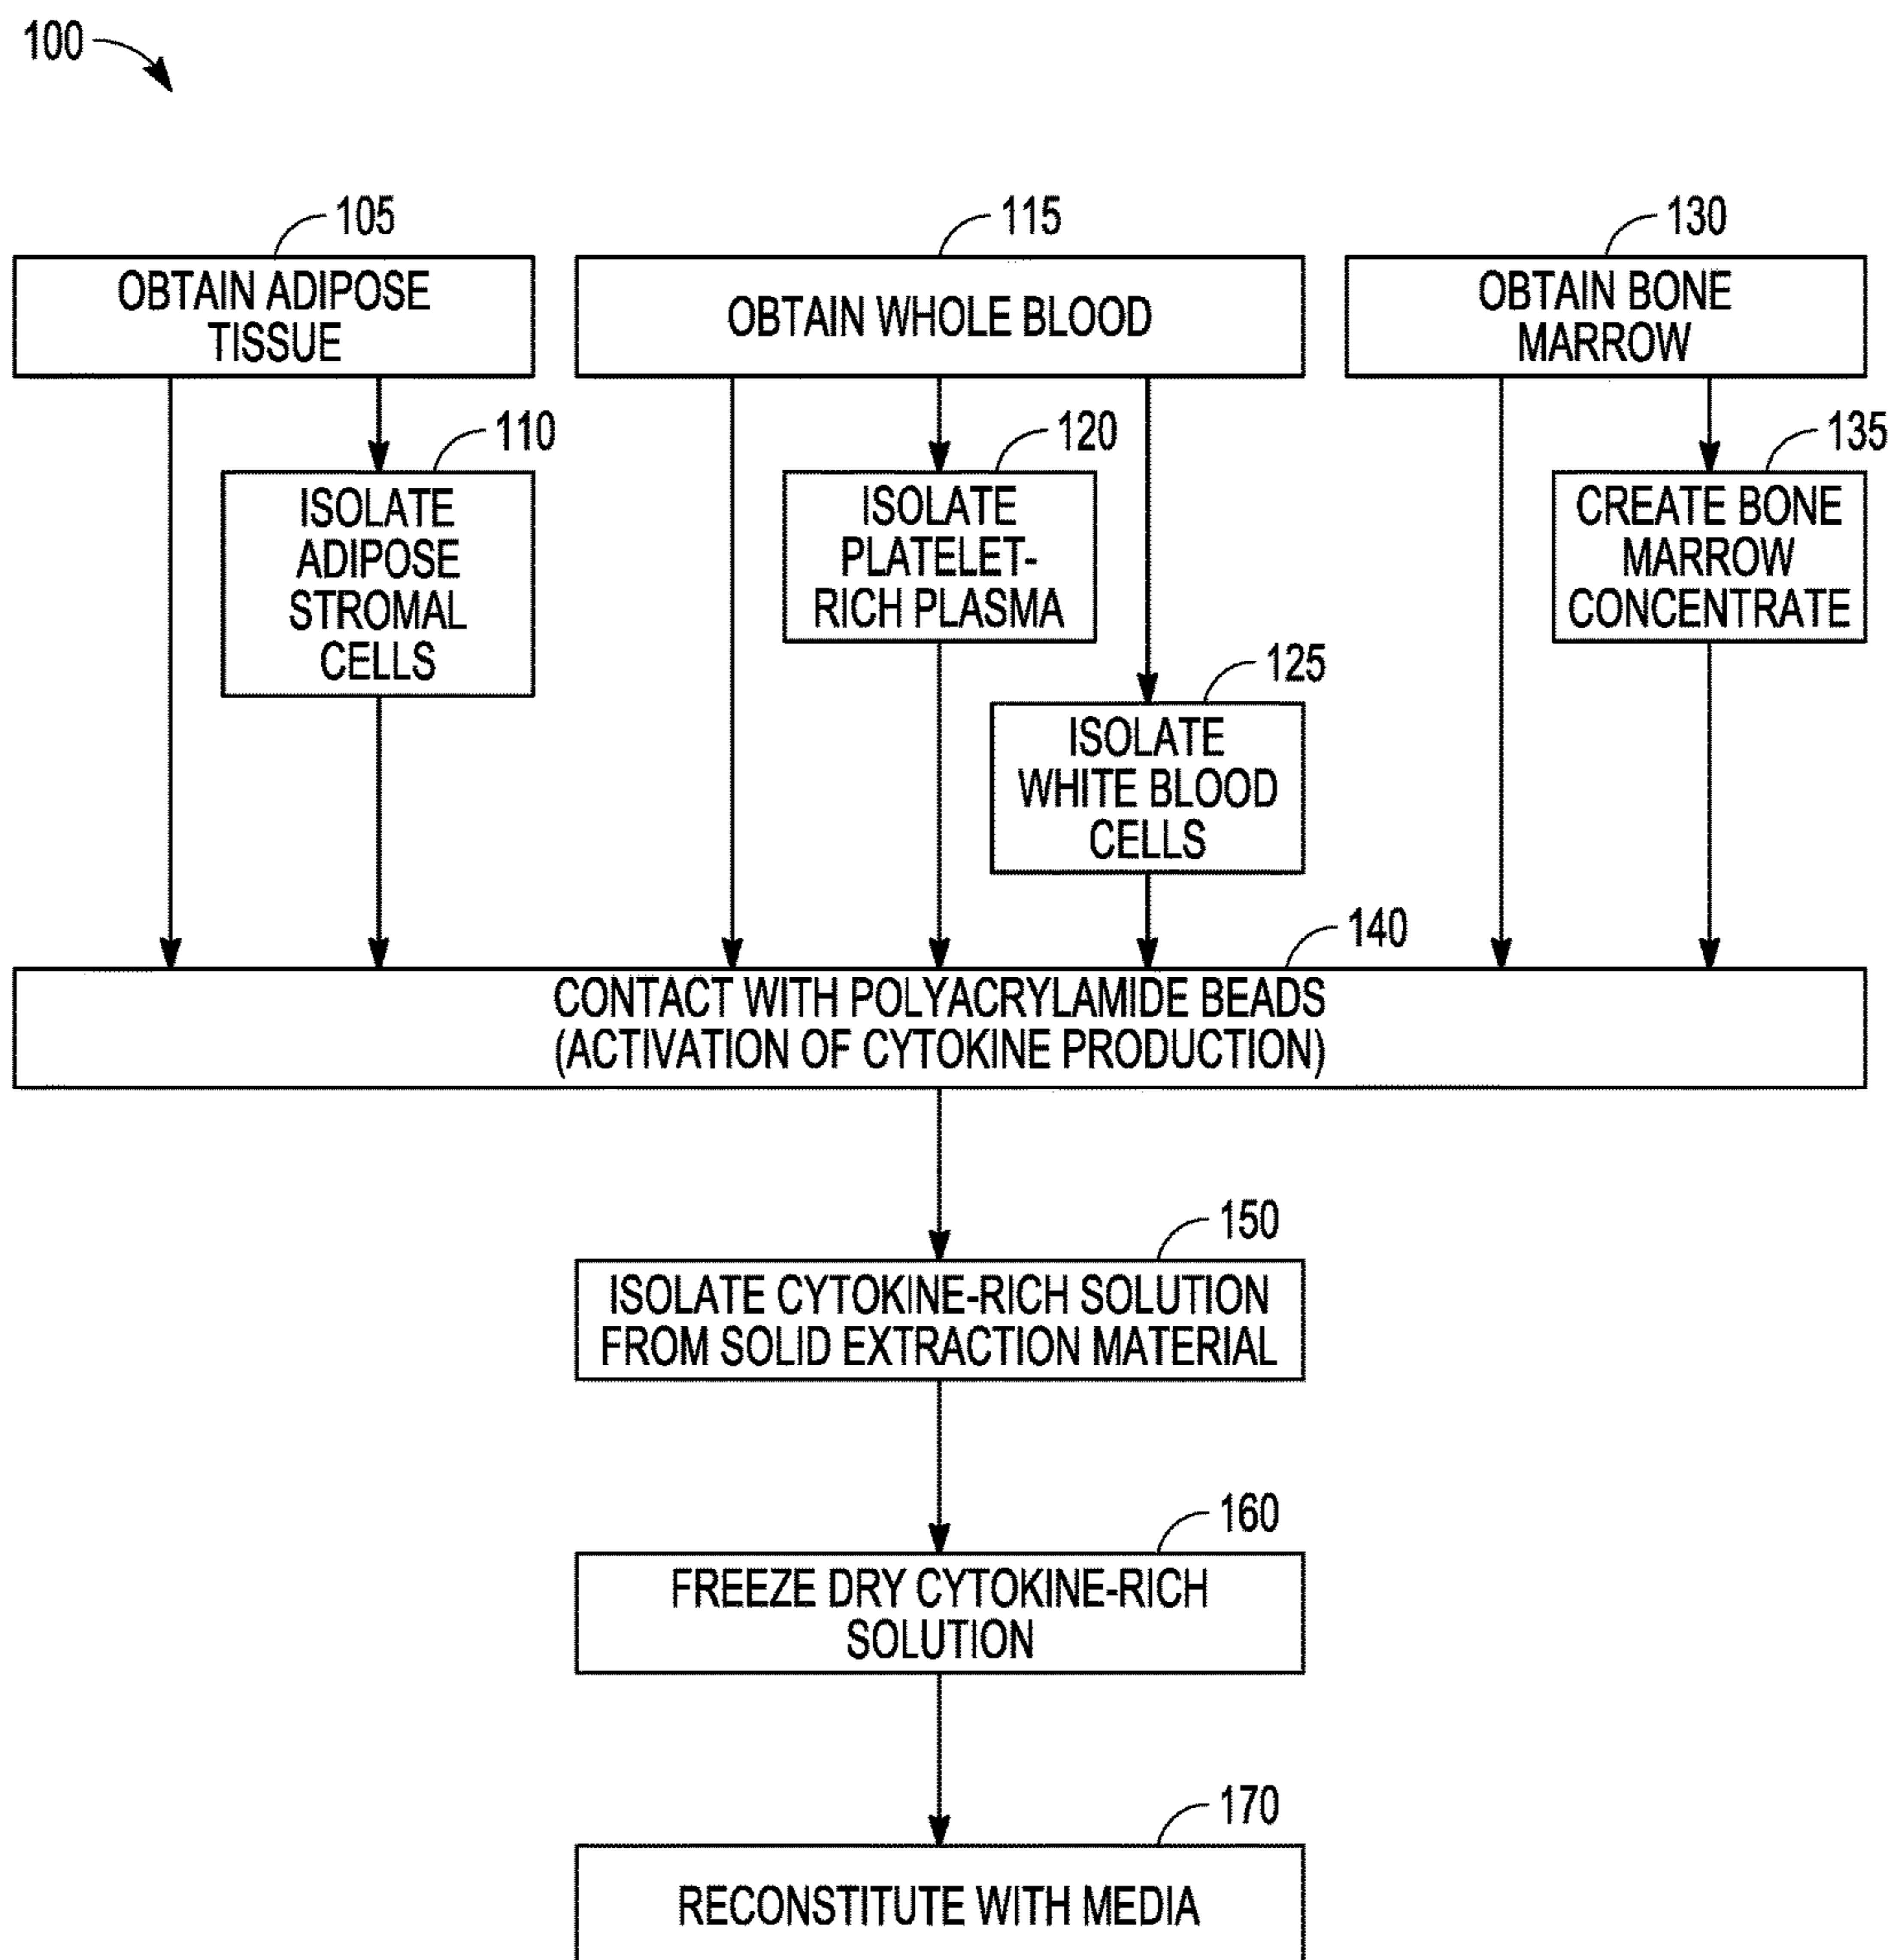 100
105
OBTAIN ADIPOSE
TISSUE
115
OBTAIN WHOLE BLOOD
130
OBTAIN BONE
MARROW
110
ISOLATE
ADIPOSE
STROMAL
CELLS
120
ISOLATE
PLATELET-
RICH PLASMA
125
ISOLATE
WHITE BLOOD
CELLS
135
CREATE BONE
MARROW
CONCENTRATE
140
CONTACT WITH POLYACRYLAMIDE BEADS
(ACTIVATION OF CYTOKINE PRODUCTION)
150
ISOLATE CYTOKINE-RICH SOLUTION
FROM SOLID EXTRACTION MATERIAL
160
FREEZE DRY CYTOKINE-RICH
SOLUTION
170
RECONSTITUTE WITH MEDIA